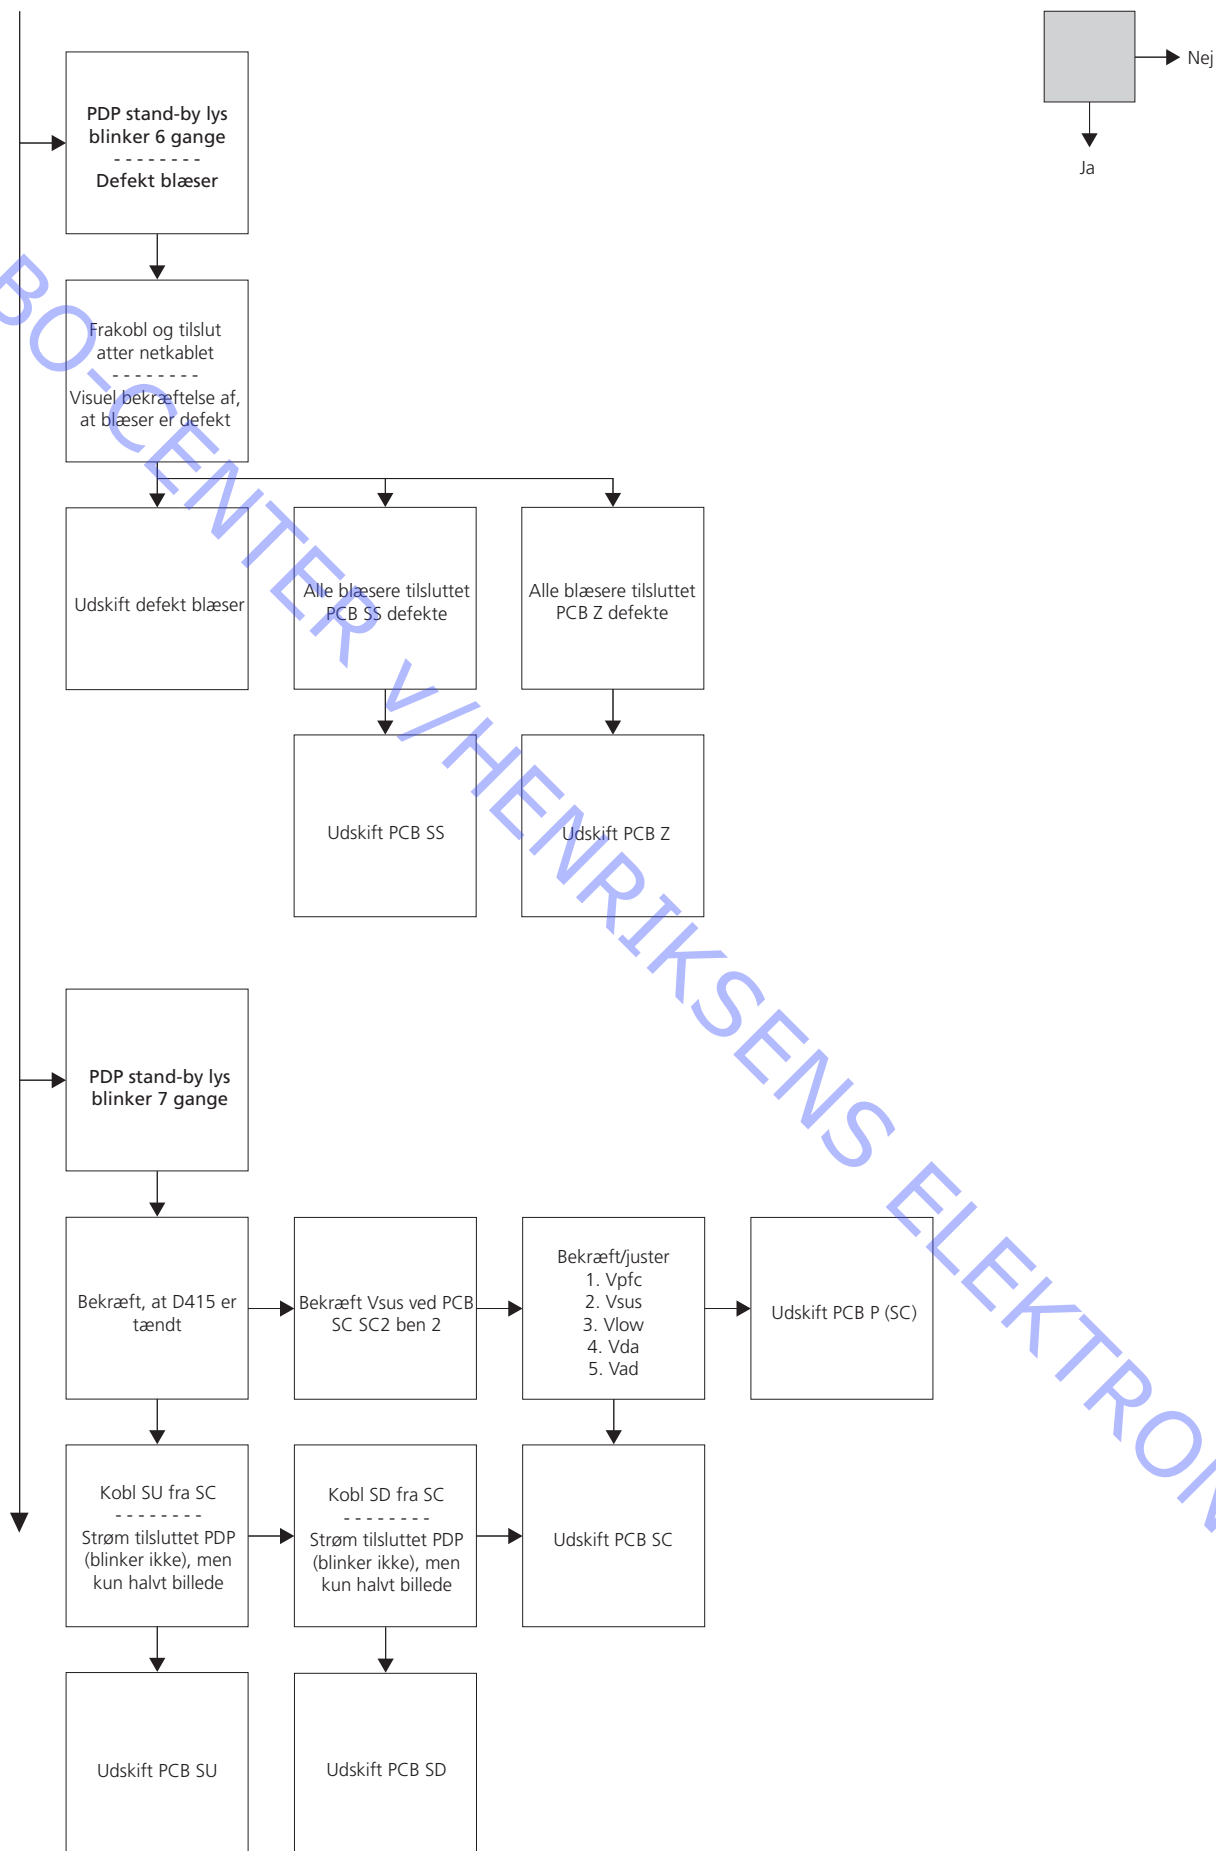 Nej
Ja
PDP stand-by lys
blinker 6 gange
- - - - - - - -
Defekt blæser
Frakobl og tilslut
atter netkablet
- - - - - - - -
Visuel bekræftelse af,
at blæser er defekt
Udskift defekt blæser
Alle blæsere tilsluttet
PCB SS defekte
Alle blæsere tilsluttet
PCB Z defekte
Udskift PCB SS
Udskift PCB Z
PDP stand-by lys
blinker 7 gange
Bekræft, at D415 er
tændt
Bekræft Vsus ved PCB
SC SC2 ben 2
Bekræft/juster
1. Vpfc
2. Vsus
3. Vlow
4. Vda
5. Vad
Udskift PCB P (SC)
Kobl SU fra SC
- - - - - - - -
Strøm tilsluttet PDP
(blinker ikke), men
kun halvt billede
Kobl SD fra SC
- - - - - - - -
Strøm tilsluttet PDP
(blinker ikke), men
kun halvt billede
Udskift PCB SC
Udskift PCB SU
Udskift PCB SD
BO-CENTER v/HENRIKSENS ELEKTRON